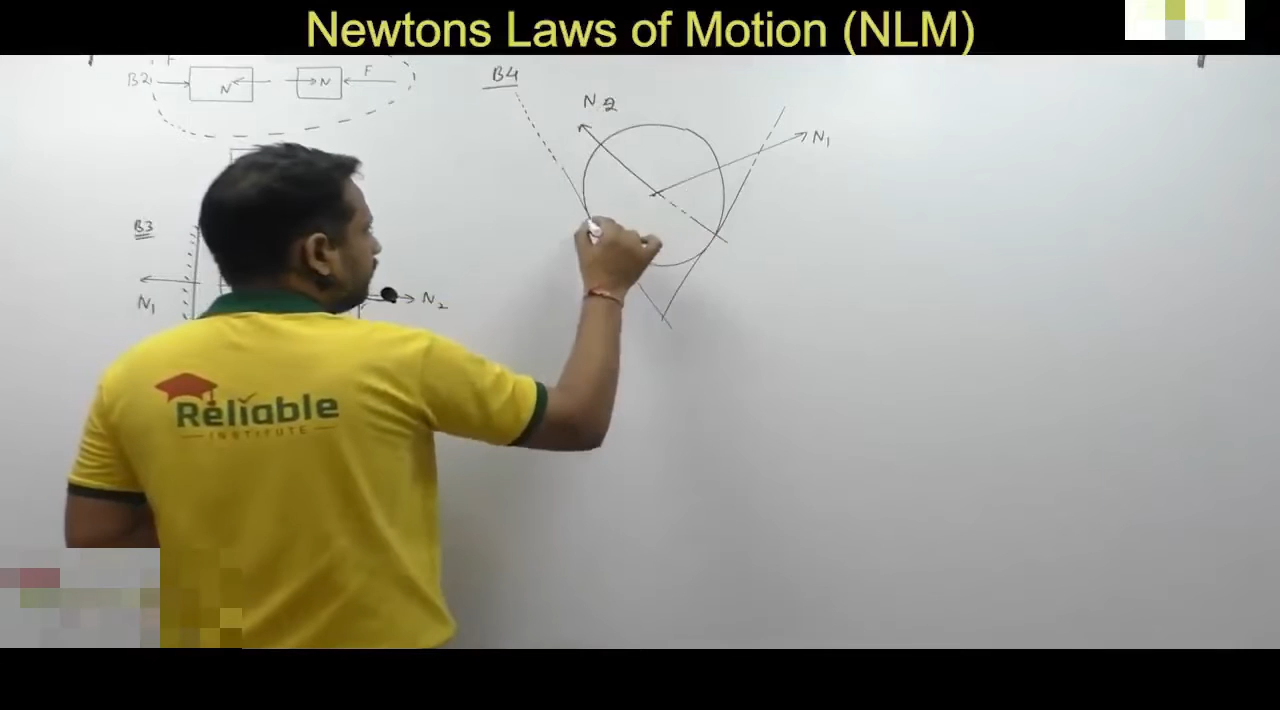 Newtons Laws of Motion (NLM)
F
B2
N
N
F
B4
N2
N1
B3
N1
N2
Reliable
INSTITUTE